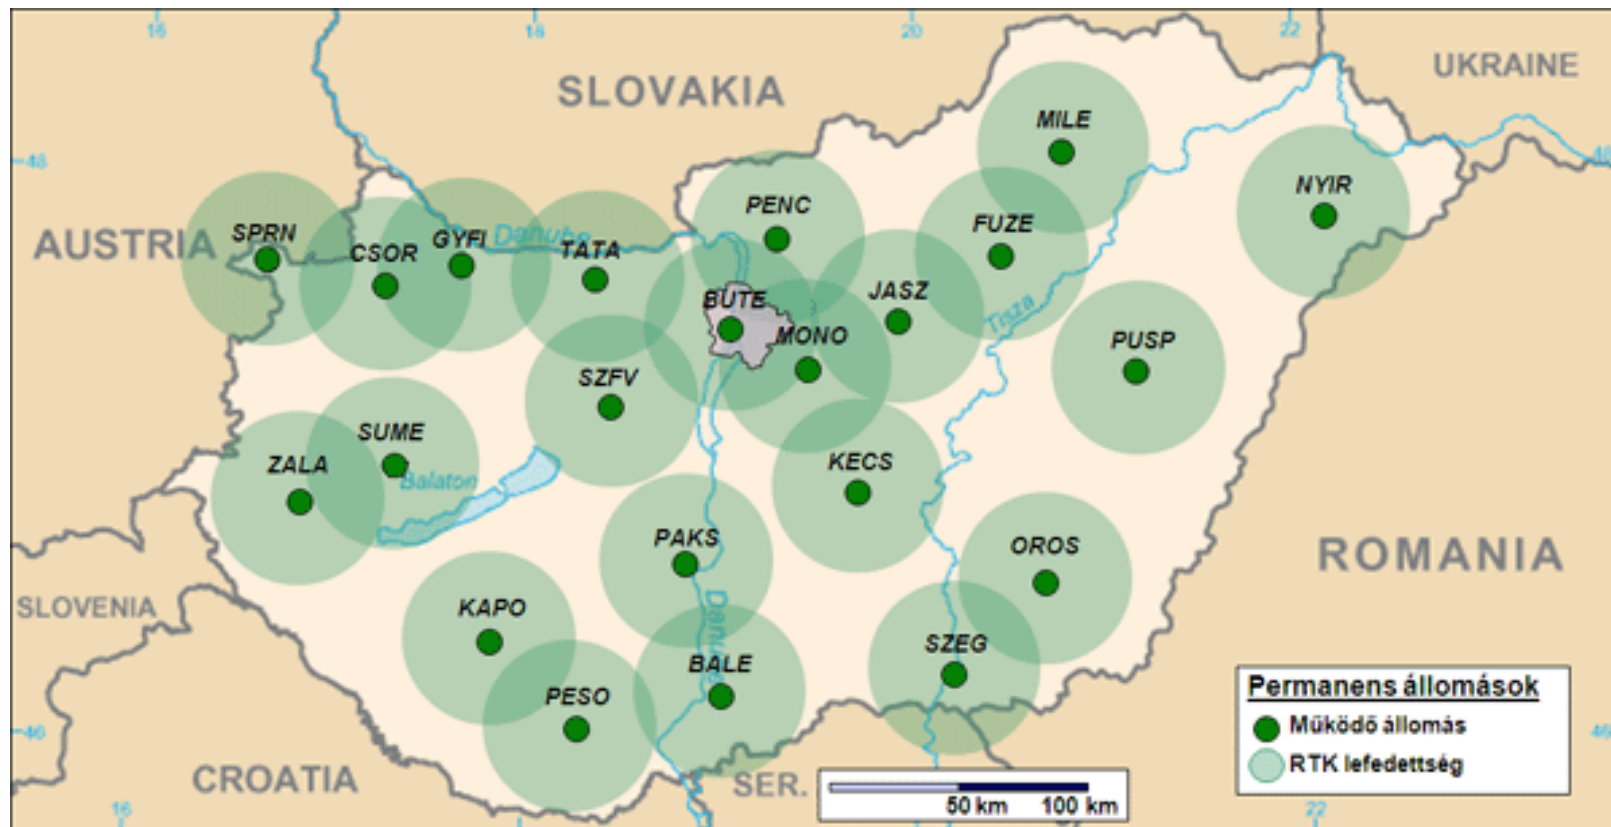 16
18
20
22
SLOVAKIA
UKRAINE
MILE
48
48
NYIR
PENC
FUZE
AUSTRIA
SPRN
CSOR
GYFI
Danube
TATA
BUTE
JASZ
Tisza
MONO
PUSP
SZFV
SUME
ZALA
Balaton
KECS
PAKS
OROS
ROMANIA
SLOVENIA
KAPO
Danube
SZEG
BALE
PESO
46
46
CROATIA
SER.
Permanens állomások
Működő állomás
RTK lefedettség
50 km
100 km
16
22